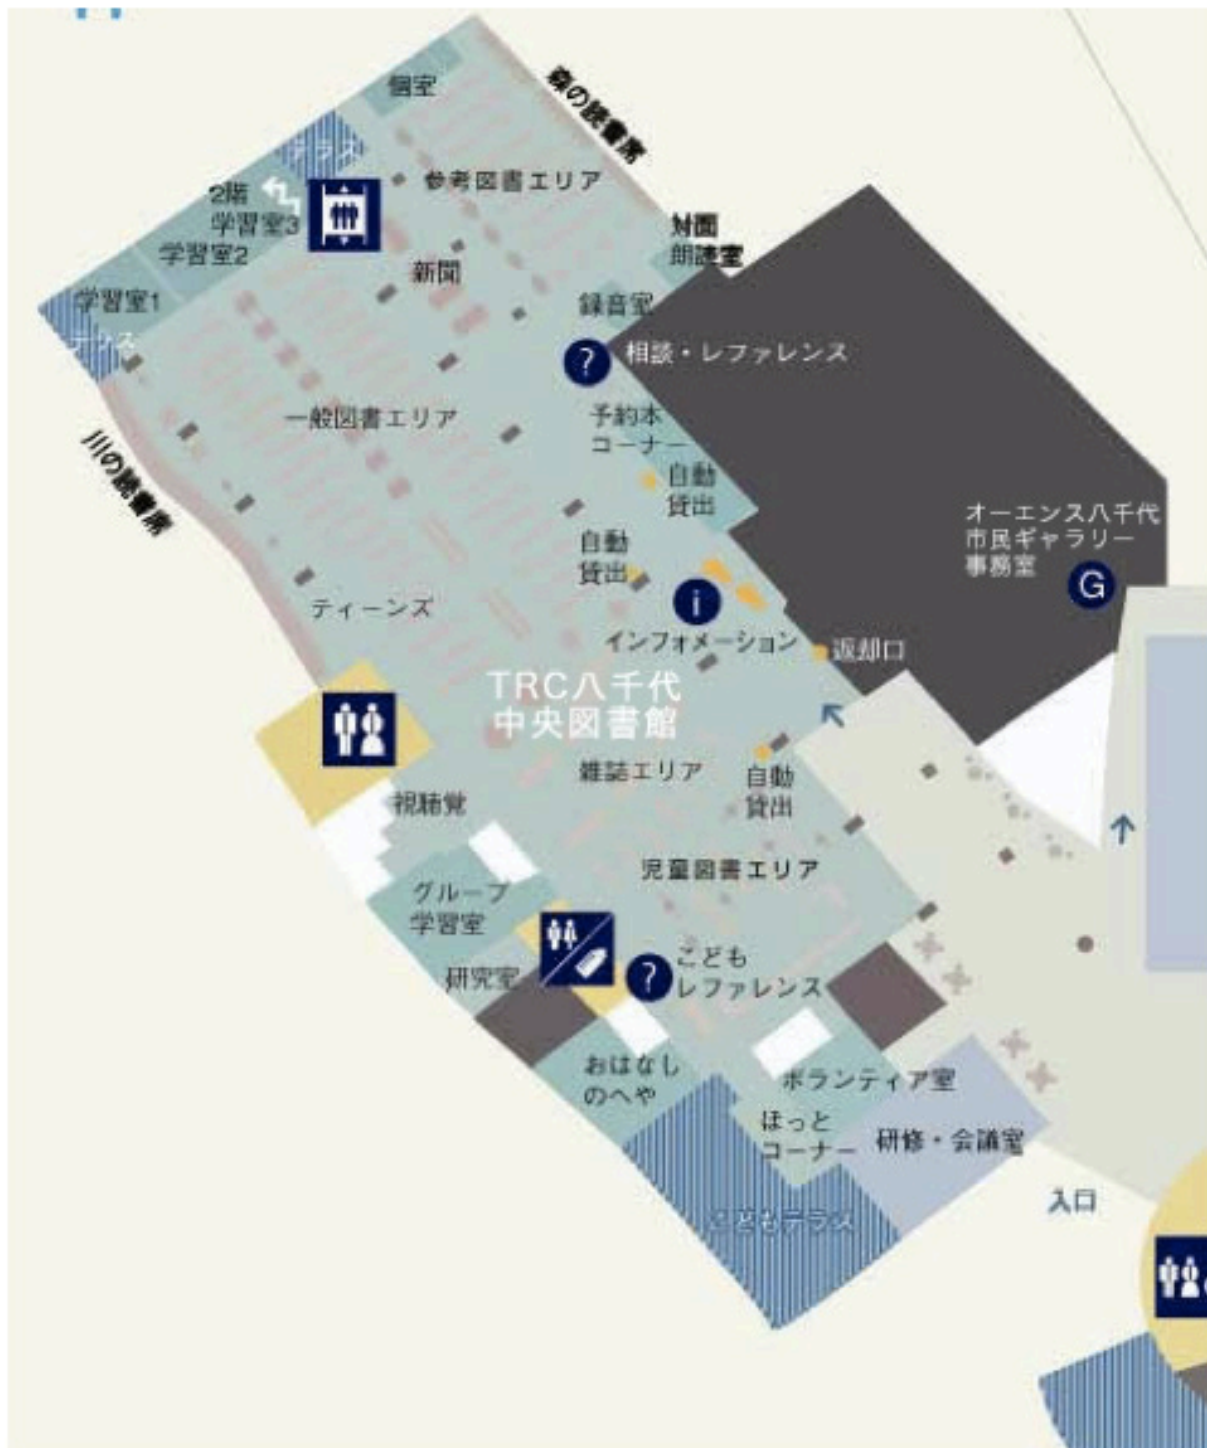 個室
森の読書席
テラス
参考図書エリア
2階
学習室3
対面
朗読室
学習室2
新聞
学習室1
録音室
テラス
? 相談・レファレンス
一般図書エリア
予約本
コーナー
川の読書席
自動
貸出
オーエンス八千代
市民ギャラリー
事務室
G
自動
貸出
i
ティーンズ
インフォメーション
返却口
TRC八千代
中央図書館
雑誌エリア
自動
貸出
視聴覚
児童図書エリア
グループ
学習室
研究室
? こども
レファレンス
おはなし
のへや
ボランティア室
ほっと
コーナー
研修・会議室
こどもテラス
入口